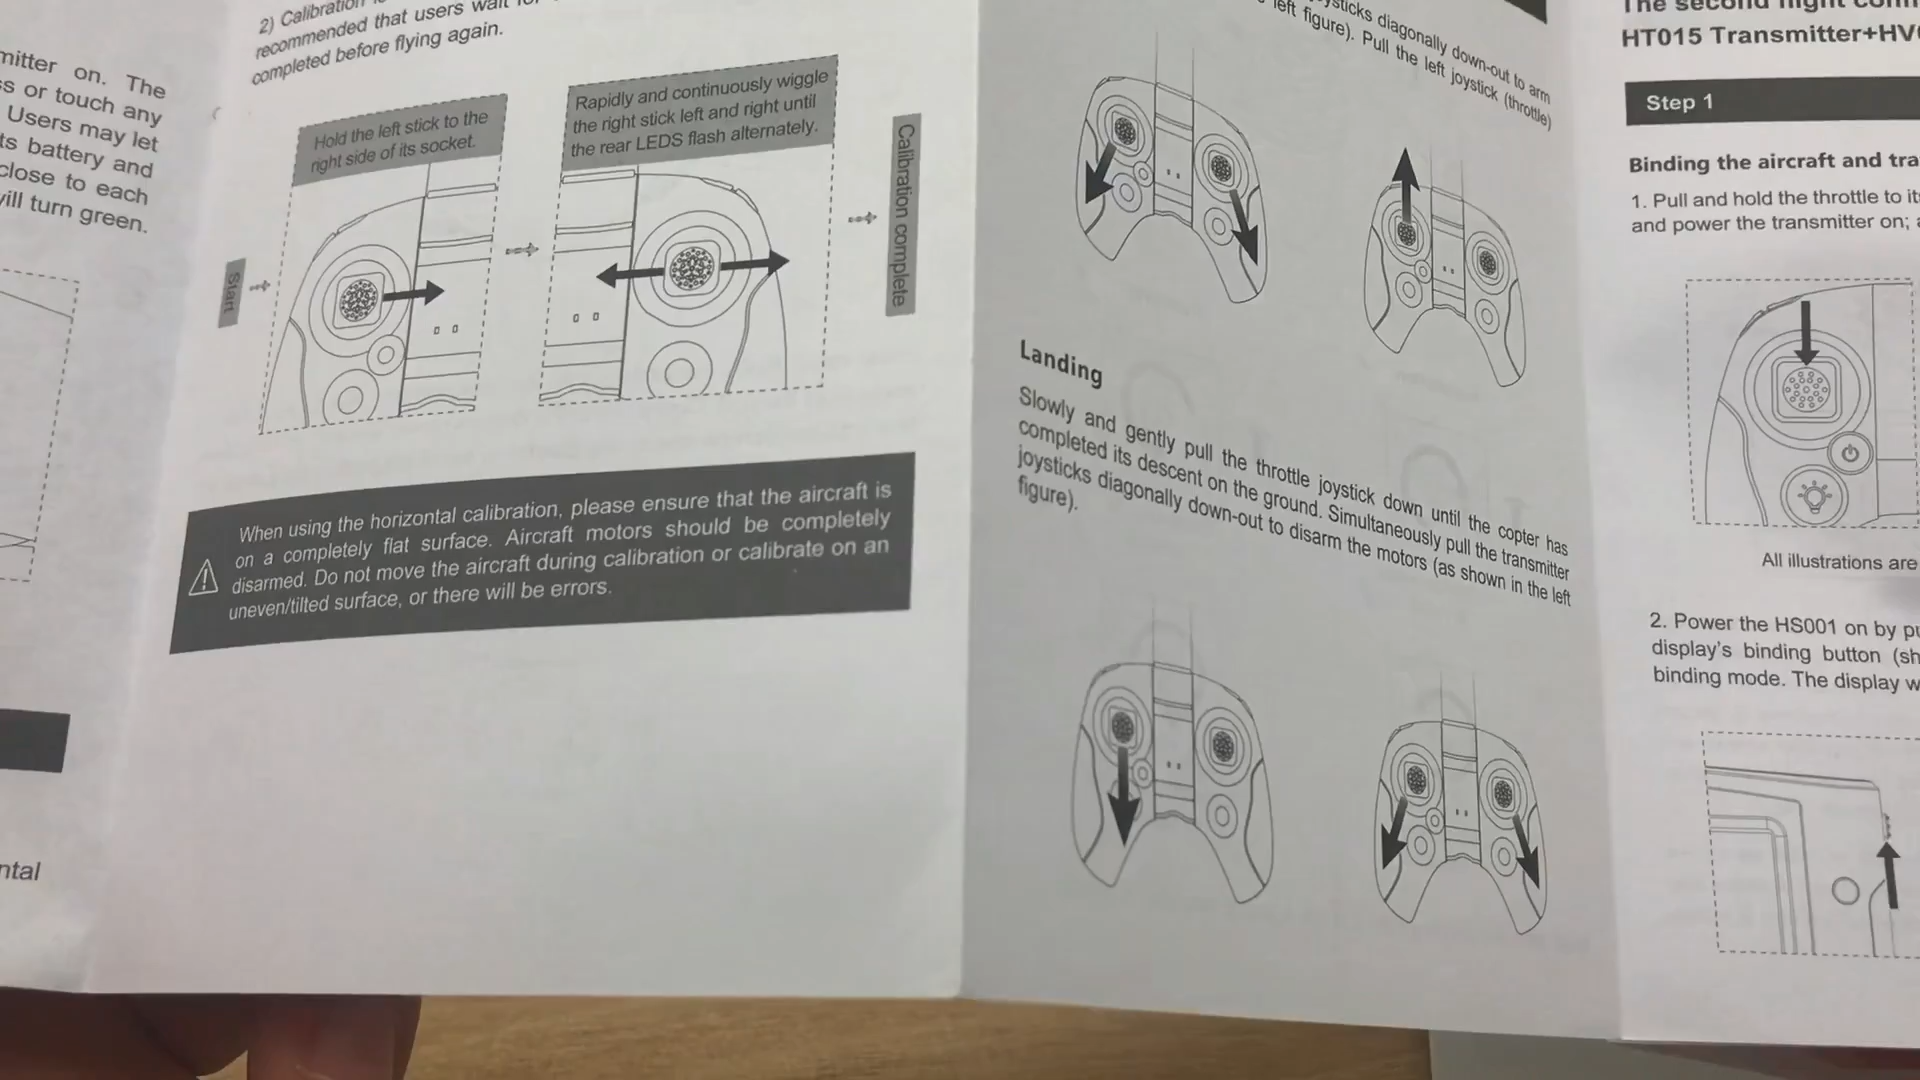 mitter on. The
s or touch any
Users may let
ts battery and
close to each
ill turn green.
ntal
2) Calibration
recommended that users wait
completed before flying again.
Start
Hold the left stick to the
right side of its socket.
Rapidly and continuously wiggle
the right stick left and right until
the rear LEDS flash alternately.
Calibration complete
When using the horizontal calibration, please ensure that the aircraft is
on a completely flat surface. Aircraft motors should be completely
disarmed. Do not move the aircraft during calibration or calibrate on an
uneven/tilted surface, or there will be errors.
sticks diagonally down-out to arm
left figure). Pull the left joystick (throttle)
Landing
Slowly and gently pull the throttle joystick down until the copter has
completed its descent on the ground. Simultaneously pull the transmitter
joysticks diagonally down-out to disarm the motors (as shown in the left
figure).
The second
HT015 Transmitter+HV
Step 1
Binding the aircraft and tra
1. Pull and hold the throttle to it
and power the transmitter on;
All illustrations are
2. Power the HS001 on by pu
display's binding button (sh
binding mode. The display w